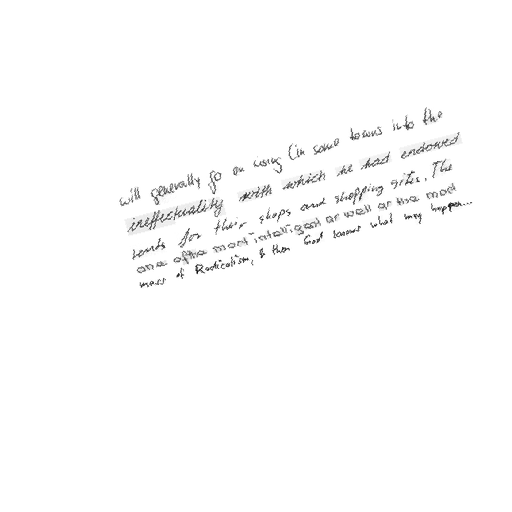 will generally go on using (in some towns into the
ineffectuality with which he had endowed
rents for their shops and shopping sites. The
one of the most intelligent as well as the most
mass of Radicalism, & then God knows what may happen...